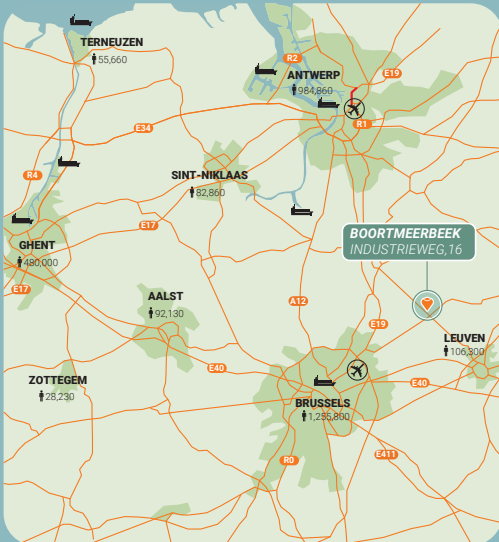 TERNEUZEN
55,660
R2
ANTWERP
984,860
E19
R1
E34
SINT-NIKLAAS
82,860
R4
E17
GHENT
480,000
E17
BOORTMEERBEEK
INDUSTRIEWEG,16
AALST
92,130
A12
E19
LEUVEN
106,300
E40
E40
ZOTTEGEM
28,230
BRUSSELS
1,255,800
R0
E411